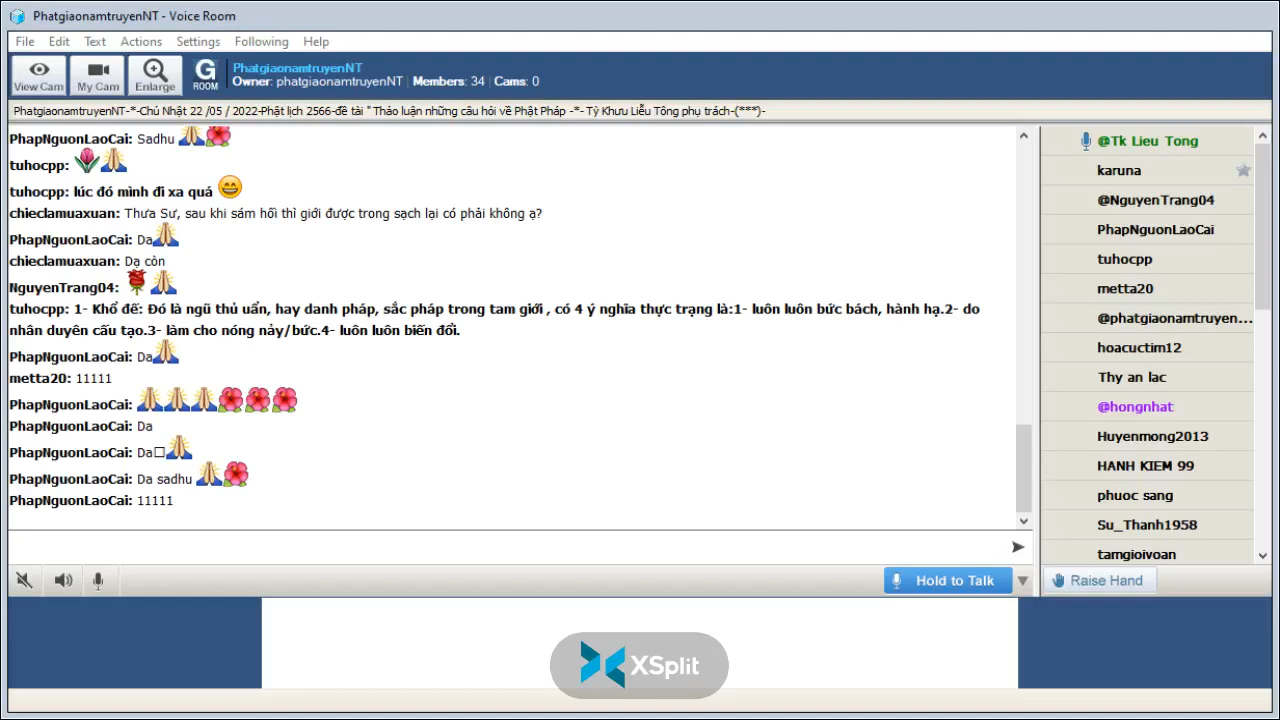 PhatgiaonamtruyenNT - Voice Room
File Edit Text Actions Settings Following Help
View Cam My Cam Enlarge G ROOM
PhatgiaonamtruyenNT
Owner: phatgiaonamtruyenNT Members: 34 Cams: 0
PhatgiaonamtruyenNT-*-Chủ Nhật 22 /05 / 2022-Phật lịch 2566-đề tài " Thảo luận những câu hỏi về Phật Pháp -*- Tỳ Khưu Liễu Tông phụ trách-(***)-
PhapNguonLaoCai: Sadhu 🙏🌺
tuhocpp: 🌷🙏
tuhocpp: lúc đó mình đi xa quá 😄
chieclamuaxuan: Thưa Sư, sau khi sám hối thì giới được trong sạch lại có phải không ạ?
PhapNguonLaoCai: Da🙏
chieclamuaxuan: Dạ còn
NguyenTrang04: 🌹🙏
tuhocpp: 1- Khổ đế: Đó là ngũ thủ uẩn, hay danh pháp, sắc pháp trong tam giới , có 4 ý nghĩa thực trạng là:1- luôn luôn bức bách, hành hạ.2- do
nhân duyên cấu tạo.3- làm cho nóng nảy/bức.4- luôn luôn biến đổi.
PhapNguonLaoCai: Da🙏
metta20: 11111
PhapNguonLaoCai: 🙏🙏🙏🌺🌺🌺
PhapNguonLaoCai: Da
PhapNguonLaoCai: Da□🙏
PhapNguonLaoCai: Da sadhu 🙏🌺
PhapNguonLaoCai: 11111
@Tk Lieu Tong
karuna
@NguyenTrang04
PhapNguonLaoCai
tuhocpp
metta20
@phatgiaonamtruyen...
hoacuctim12
Thy an lac
@hongnhat
Huyenmong2013
HANH KIEM 99
phuoc sang
Su_Thanh1958
tamgioivoan
Hold to Talk
Raise Hand
XSplit